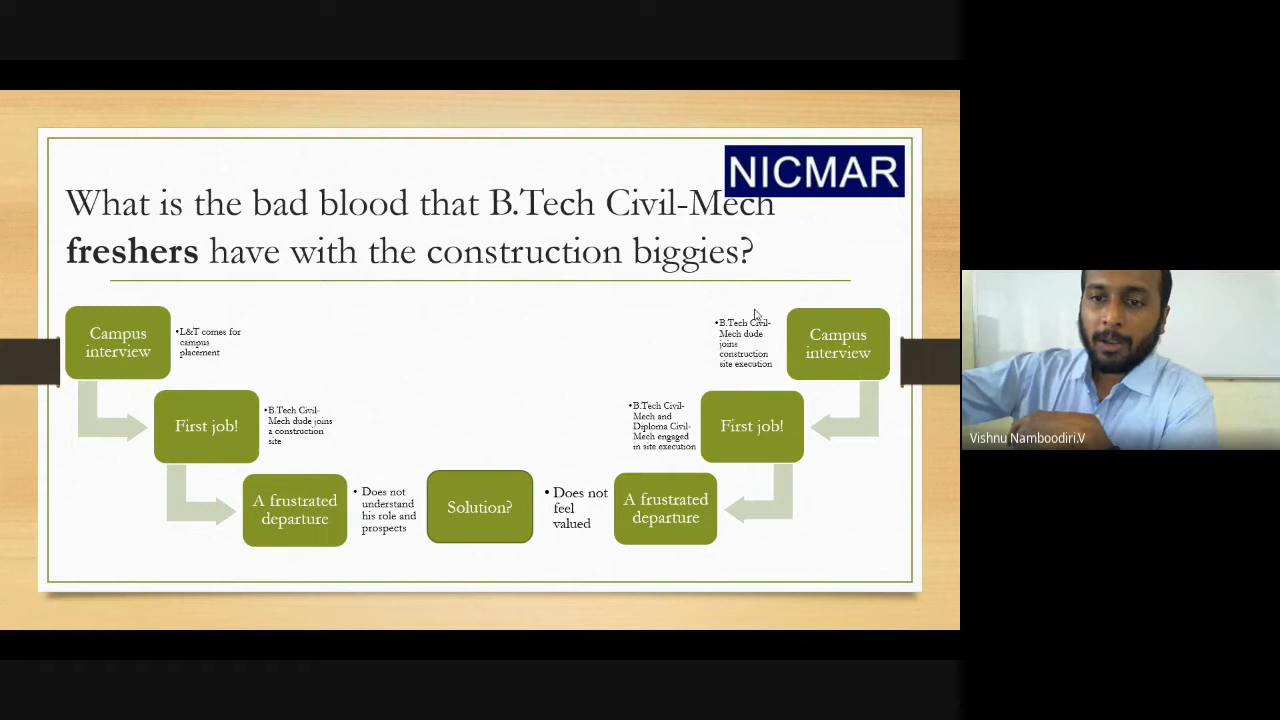 NICMAR
What is the bad blood that B.Tech Civil-Mech
freshers have with the construction biggies?
Campus
interview
•L&T comes for
campus
placement
First job!
•B.Tech Civil-
Mech dude joins
a construction
site
A frustrated
departure
• Does not
understand
his role and
prospects
Solution?
• Does not
feel
valued
A frustrated
departure
•B.Tech Civil-
Mech and
Diploma Civil-
Mech engaged
in site execution
First job!
•B.Tech Civil-
Mech dude
joins
construction
site execution
Campus
interview
Vishnu Namboodiri.V